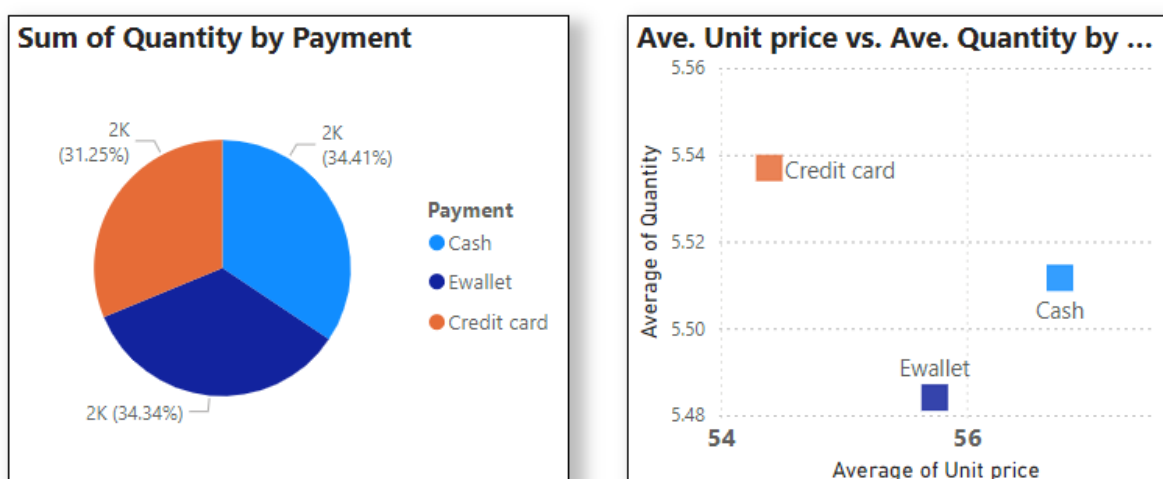 Sum of Quantity by Payment
2K
(31.25%)
2K
(34.41%)
Payment
Cash
Ewallet
Credit card
2K (34.34%)
Ave. Unit price vs. Ave. Quantity by ...
5.56
5.54
5.52
5.50
5.48
Average of Quantity
Credit card
Cash
Ewallet
54
56
Average of Unit price